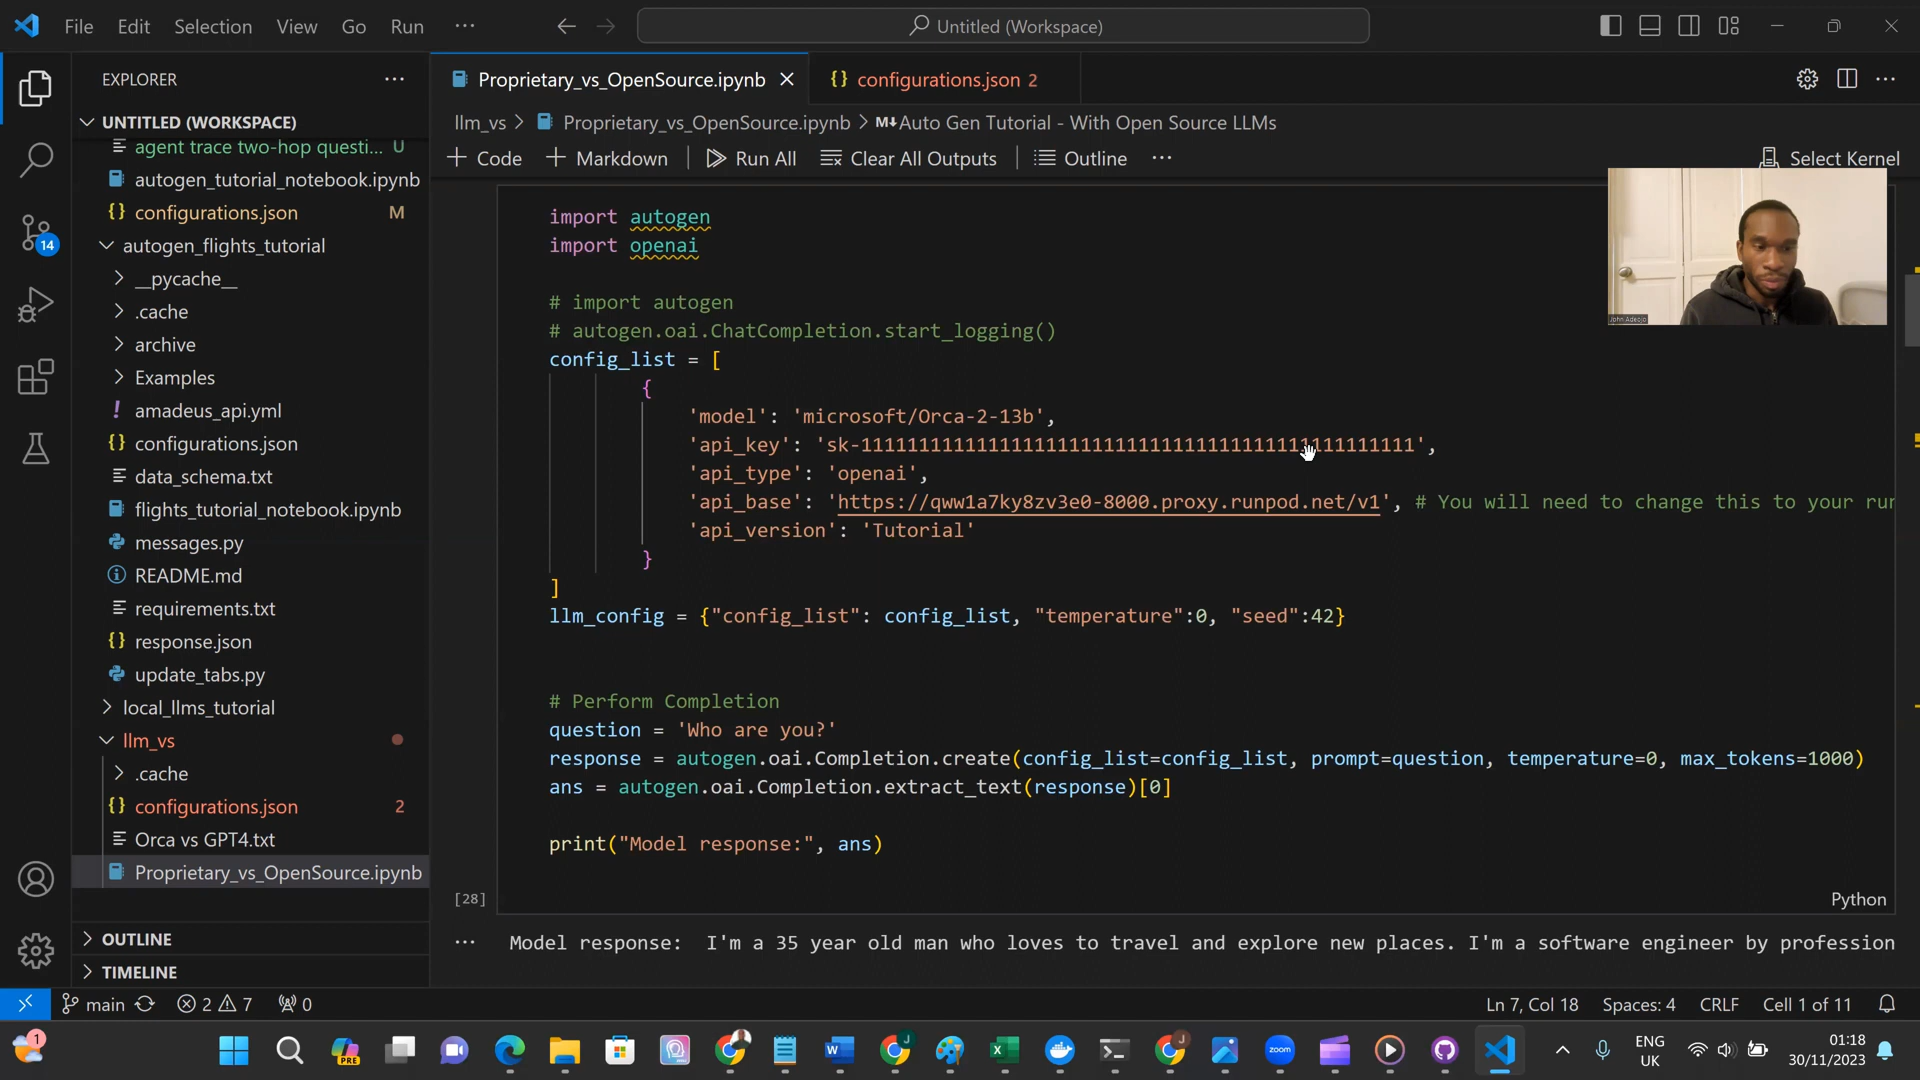 File Edit Selection View Go Run ···
Untitled (Workspace)
EXPLORER ···
UNTITLED (WORKSPACE)
agent trace two-hop questi... U
autogen_tutorial_notebook.ipynb
configurations.json M
autogen_flights_tutorial
__pycache__
.cache
archive
Examples
amadeus_api.yml
configurations.json
data_schema.txt
flights_tutorial_notebook.ipynb
messages.py
README.md
requirements.txt
response.json
update_tabs.py
local_llms_tutorial
llm_vs
.cache
configurations.json 2
Orca vs GPT4.txt
Proprietary_vs_OpenSource.ipynb
OUTLINE
TIMELINE
14
Proprietary_vs_OpenSource.ipynb
configurations.json 2
llm_vs > Proprietary_vs_OpenSource.ipynb > M↓Auto Gen Tutorial - With Open Source LLMs
+ Code + Markdown | Run All Clear All Outputs | Outline ···
Select Kernel
import autogen
import openai
# import autogen
# autogen.oai.ChatCompletion.start_logging()
config_list = [
{
'model': 'microsoft/Orca-2-13b',
'api_key': 'sk-111111111111111111111111111111111111111111111111',
'api_type': 'openai',
'api_base': 'https://qww1a7ky8zv3e0-8000.proxy.runpod.net/v1', # You will need to change this to your run
'api_version': 'Tutorial'
}
]
llm_config = {"config_list": config_list, "temperature":0, "seed":42}
# Perform Completion
question = 'Who are you?'
response = autogen.oai.Completion.create(config_list=config_list, prompt=question, temperature=0, max_tokens=1000)
ans = autogen.oai.Completion.extract_text(response)[0]
print("Model response:", ans)
[28]
Python
··· Model response: I'm a 35 year old man who loves to travel and explore new places. I'm a software engineer by profession
John Adeojo
main 2 7 0
Ln 7, Col 18 Spaces: 4 CRLF Cell 1 of 11
1
PRE
zoom
ENG
UK
01:18
30/11/2023